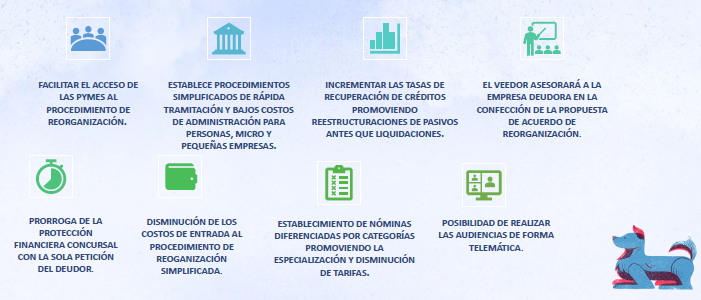 FACILITAR EL ACCESO DE
LAS PYMES AL
PROCEDIMIENTO DE
REORGANIZACIÓN.
ESTABLECE PROCEDIMIENTOS
SIMPLIFICADOS DE RÁPIDA
TRAMITACIÓN Y BAJOS COSTOS
DE ADMINISTRACIÓN PARA
PERSONAS, MICRO Y
PEQUEÑAS EMPRESAS.
INCREMENTAR LAS TASAS DE
RECUPERACIÓN DE CRÉDITOS
PROMOVIENDO
REESTRUCTURACIONES DE PASIVOS
ANTES QUE LIQUIDACIONES.
EL VEEDOR ASESORARÁ A LA
EMPRESA DEUDORA EN LA
CONFECCIÓN DE LA PROPUESTA
DE ACUERDO DE
REORGANIZACIÓN.
PRORROGA DE LA
PROTECCIÓN
FINANCIERA CONCURSAL
CON LA SOLA PETICIÓN
DEL DEUDOR.
DISMINUCIÓN DE LOS
COSTOS DE ENTRADA AL
PROCEDIMIENTO DE
REOGANIZACIÓN
SIMPLIFICADA.
ESTABLECIMIENTO DE NÓMINAS
DIFERENCIADAS POR CATEGORÍAS
PROMOVIENDO LA
ESPECIALIZACIÓN Y DISMINUCIÓN
DE TARIFAS.
POSIBILIDAD DE REALIZAR
LAS AUDIENCIAS DE FORMA
TELEMÁTICA.